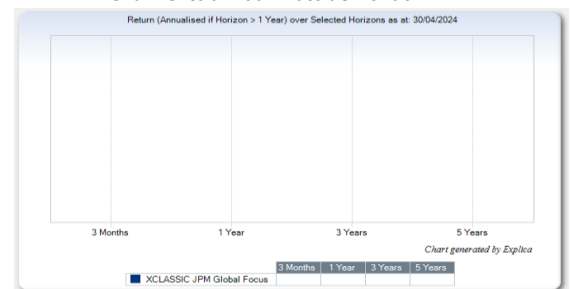 Return (Annualised if Horizon > 1 Year) over Selected Horizons as at: 30/04/2024
3 Months 1 Year 3 Years 5 Years
Chart generated by Explica
3 Months 1 Year 3 Years 5 Years
XCLASSIC JPM Global Focus